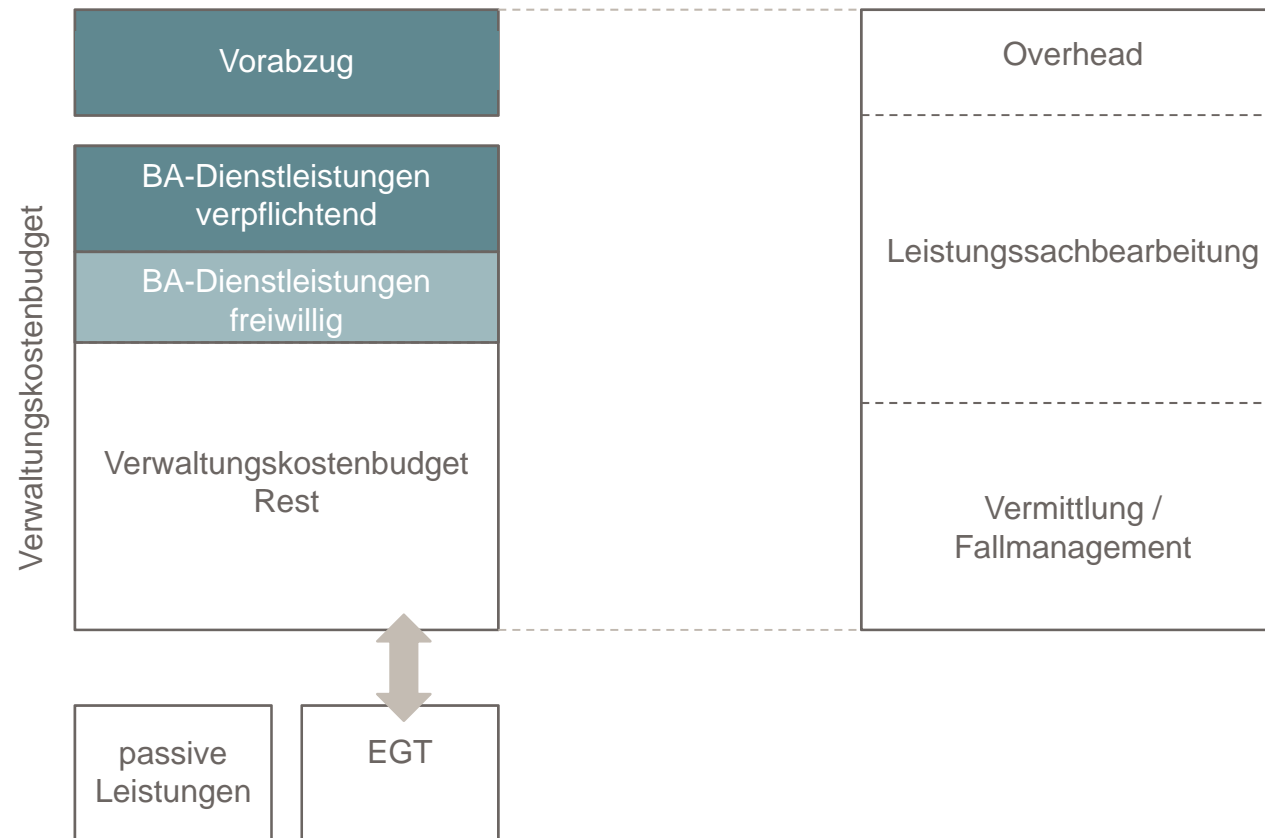 Verwaltungskostenbudget
Vorabzug
BA-Dienstleistungen
verpflichtend
BA-Dienstleistungen
freiwillig
Verwaltungskostenbudget
Rest
passive
Leistungen
EGT
Overhead
Leistungssachbearbeitung
Vermittlung /
Fallmanagement